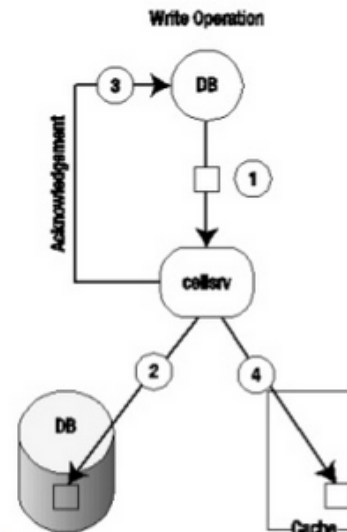 Write Operation
3
DB
1
Acknowledgement
cellsrv
2
4
DB
Cache